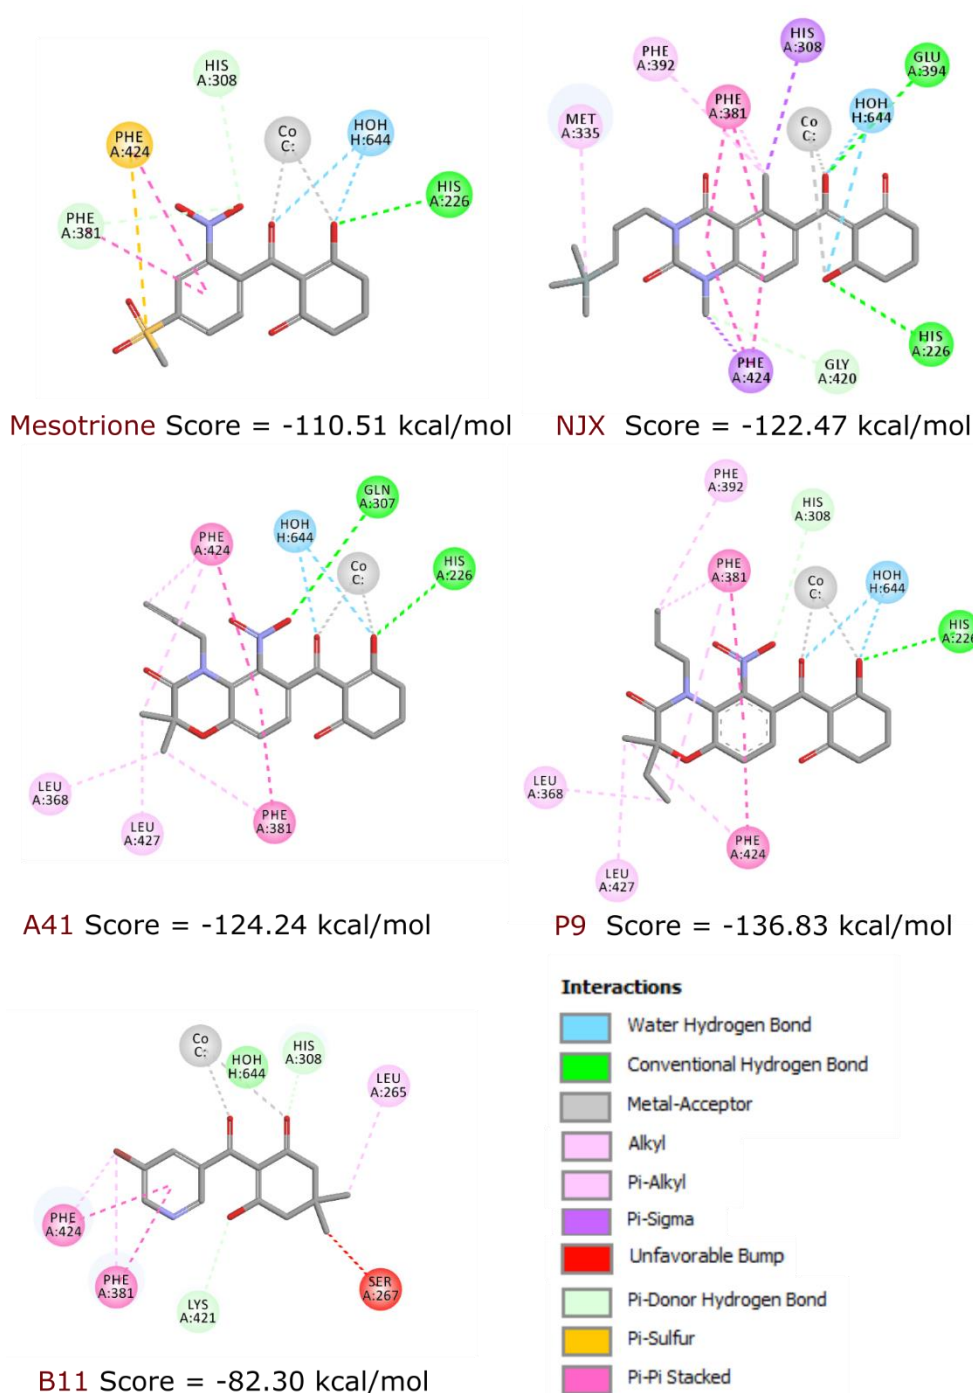 HIS
A:308
PHE
A:424
Co
C:
HOH
H:644
HIS
A:226
PHE
A:381
Mesotrione Score = -110.51 kcal/mol
HIS
A:308
PHE
A:392
GLU
A:394
PHE
A:381
HOH
H:644
MET
A:335
Co
C:
HIS
A:226
PHE
A:424
GLY
A:420
NJX Score = -122.47 kcal/mol
GLN
A:307
HOH
H:644
PHE
A:424
Co
C:
HIS
A:226
LEU
A:368
LEU
A:427
PHE
A:381
A41 Score = -124.24 kcal/mol
PHE
A:392
HIS
A:308
PHE
A:381
Co
C:
HOH
H:644
HIS
A:226
LEU
A:368
PHE
A:424
LEU
A:427
P9 Score = -136.83 kcal/mol
Co
C:
HOH
H:644
HIS
A:308
LEU
A:265
PHE
A:424
PHE
A:381
LYS
A:421
SER
A:267
B11 Score = -82.30 kcal/mol
Interactions
Water Hydrogen Bond
Conventional Hydrogen Bond
Metal-Acceptor
Alkyl
Pi-Alkyl
Pi-Sigma
Unfavorable Bump
Pi-Donor Hydrogen Bond
Pi-Sulfur
Pi-Pi Stacked